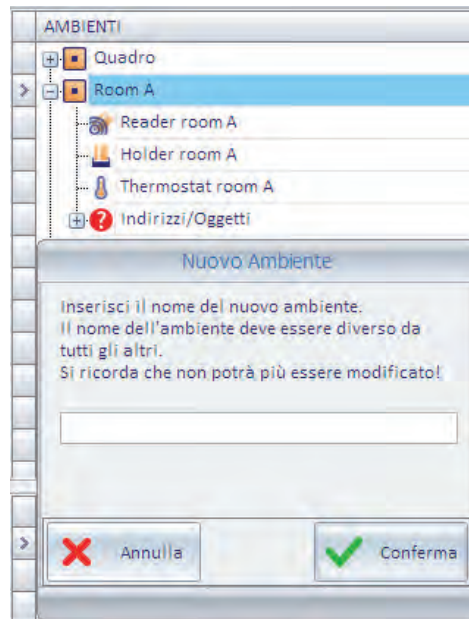 AMBIENTI
Quadro
Room A
Reader room A
Holder room A
Thermostat room A
Indirizzi/Oggetti
Nuovo Ambiente
Inserisci il nome del nuovo ambiente.
Il nome dell'ambiente deve essere diverso da
tutti gli altri.
Si ricorda che non potrà più essere modificato!
Annulla
Conferma